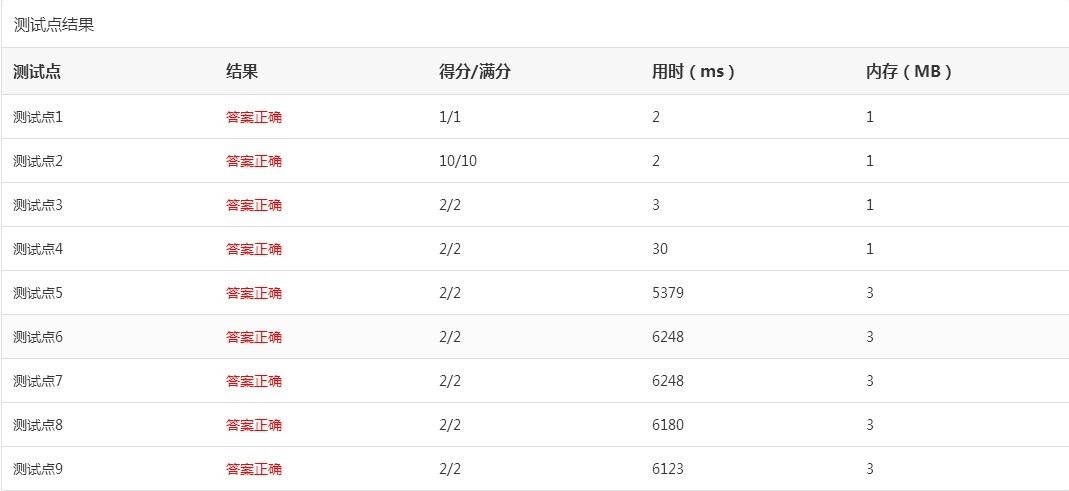 测试点结果
测试点 结果 得分/满分 用时（ms） 内存（MB）
测试点1 答案正确 1/1 2 1
测试点2 答案正确 10/10 2 1
测试点3 答案正确 2/2 3 1
测试点4 答案正确 2/2 30 1
测试点5 答案正确 2/2 5379 3
测试点6 答案正确 2/2 6248 3
测试点7 答案正确 2/2 6248 3
测试点8 答案正确 2/2 6180 3
测试点9 答案正确 2/2 6123 3